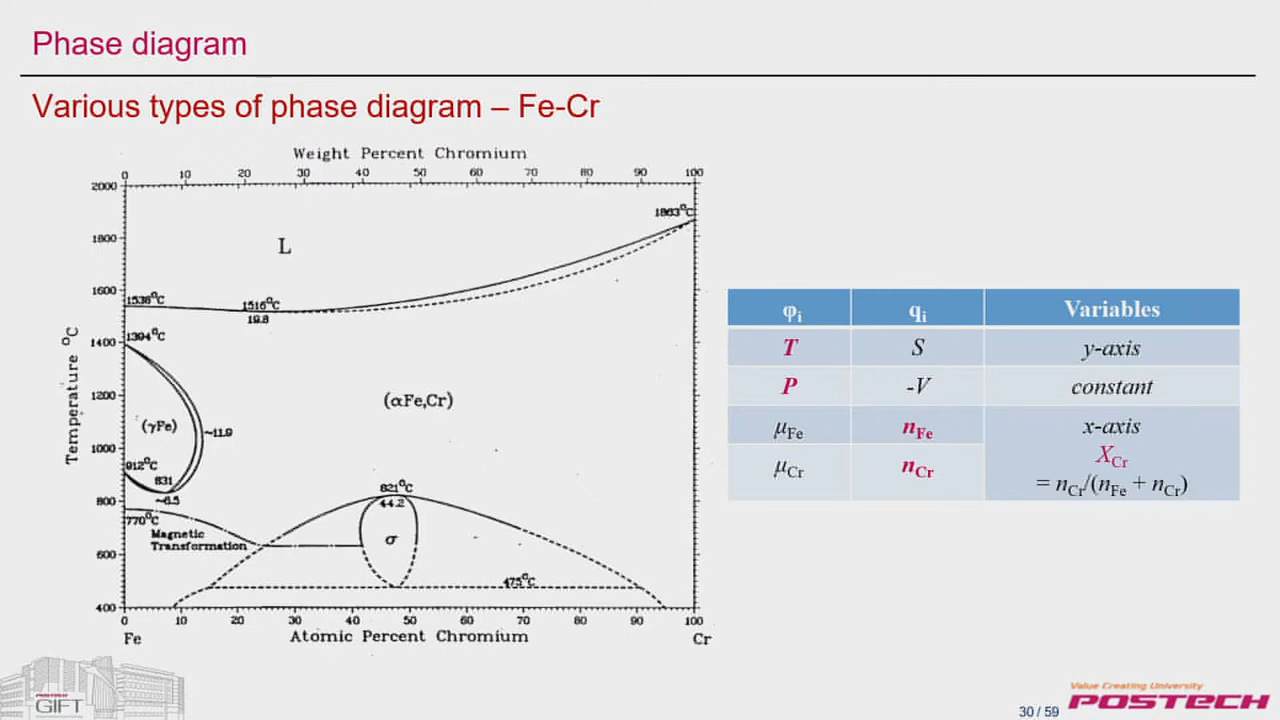 Phase diagram
Various types of phase diagram – Fe-Cr
Weight Percent Chromium
0 10 20 30 40 50 60 70 80 90 100
2000
1800
1600
1400
1200
1000
800
600
400
Temperature °C
1863°C
L
1538°C
1516°C
19.8
1394°C
(αFe,Cr)
(γFe)
~11.9
912°C
831
~6.5
821°C
44.2
770°C
Magnetic
Transformation
σ
475°C
0 10 20 30 40 50 60 70 80 90 100
Fe Atomic Percent Chromium Cr
φi qi Variables
T S y-axis
P -V constant
μFe nFe x-axis
μCr nCr XCr
= nCr/(nFe + nCr)
POSTECH
GIFT
Value Creating University
POSTECH
30 / 59